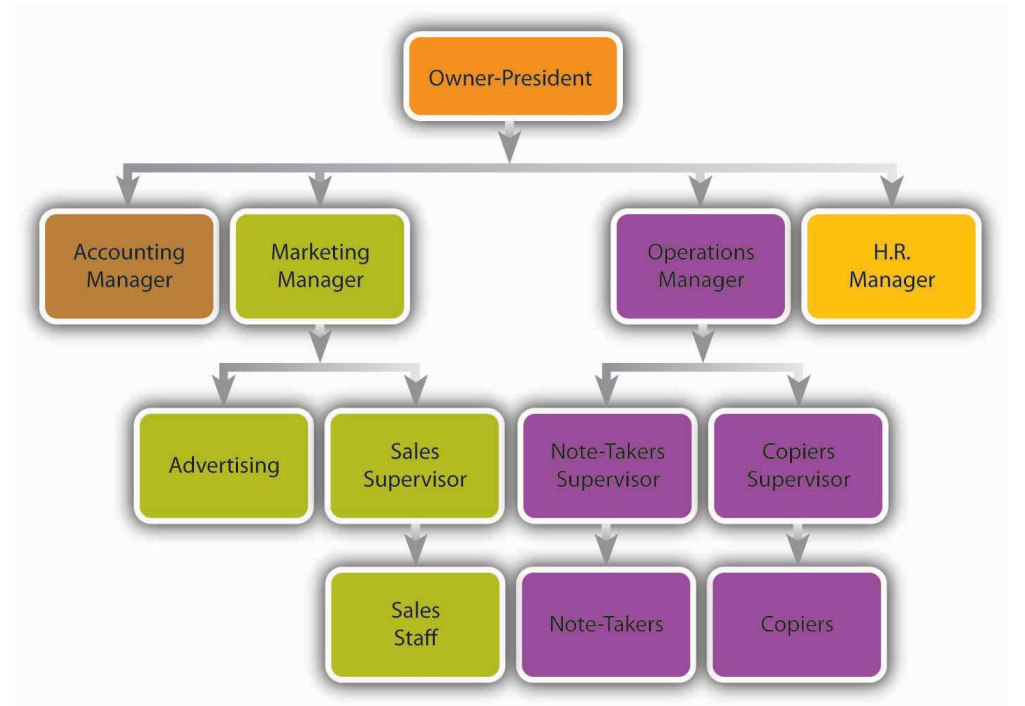 Owner-President
Accounting
Manager
Marketing
Manager
Operations
Manager
H.R.
Manager
Advertising
Sales
Supervisor
Note-Takers
Supervisor
Copiers
Supervisor
Sales
Staff
Note-Takers
Copiers